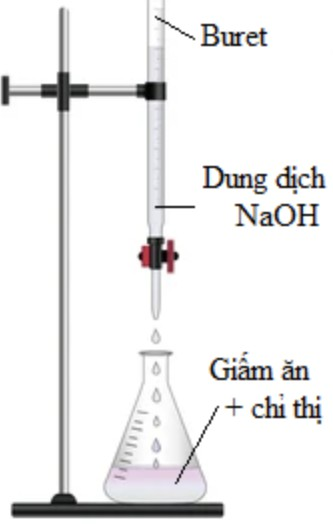 Buret
Dung dịch
NaOH
Giấm ăn
+ chỉ thị